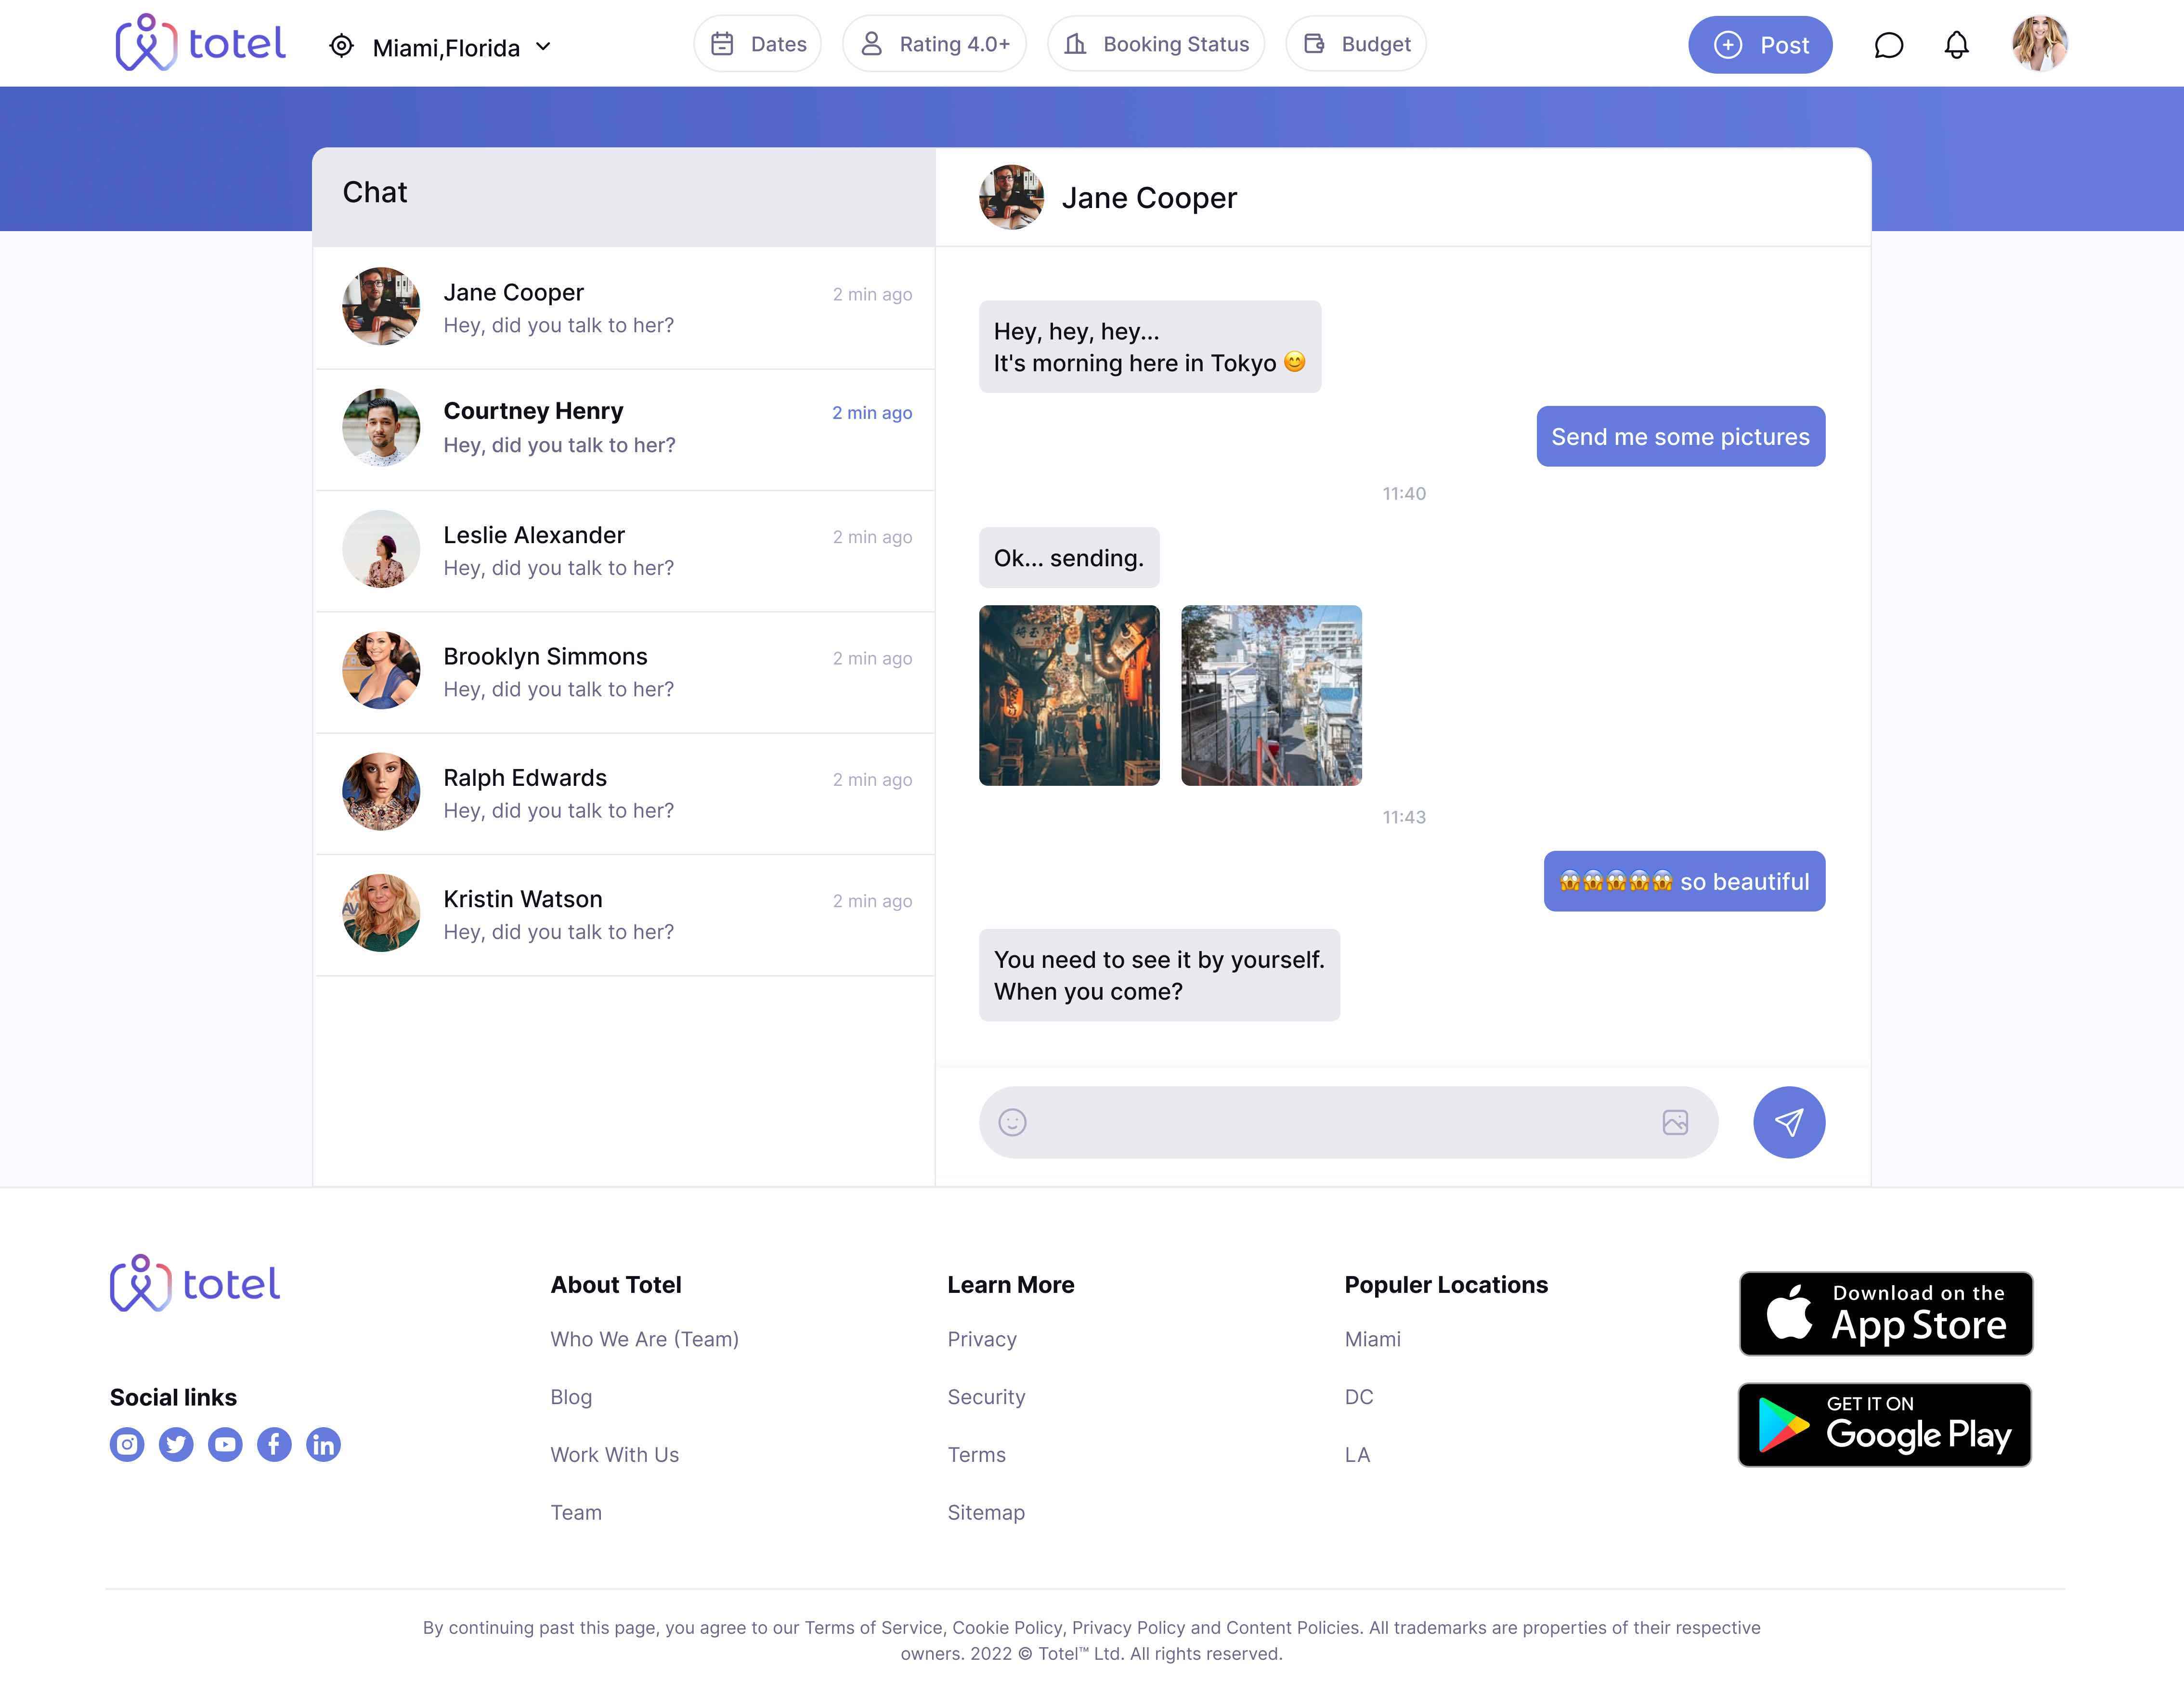 totel
Miami,Florida
Dates
Rating 4.0+
Booking Status
Budget
Post
Chat
Jane Cooper
2 min ago
Hey, did you talk to her?
Courtney Henry
2 min ago
Hey, did you talk to her?
Leslie Alexander
2 min ago
Hey, did you talk to her?
Brooklyn Simmons
2 min ago
Hey, did you talk to her?
Ralph Edwards
2 min ago
Hey, did you talk to her?
Kristin Watson
2 min ago
Hey, did you talk to her?
Jane Cooper
Hey, hey, hey...
It's morning here in Tokyo 😊
Send me some pictures
11:40
Ok... sending.
11:43
😱😱😱😱😱 so beautiful
You need to see it by yourself.
When you come?
totel
Social links
About Totel
Who We Are (Team)
Blog
Work With Us
Team
Learn More
Privacy
Security
Terms
Sitemap
Populer Locations
Miami
DC
LA
Download on the
App Store
GET IT ON
Google Play
By continuing past this page, you agree to our Terms of Service, Cookie Policy, Privacy Policy and Content Policies. All trademarks are properties of their respective
owners. 2022 © Totel™ Ltd. All rights reserved.